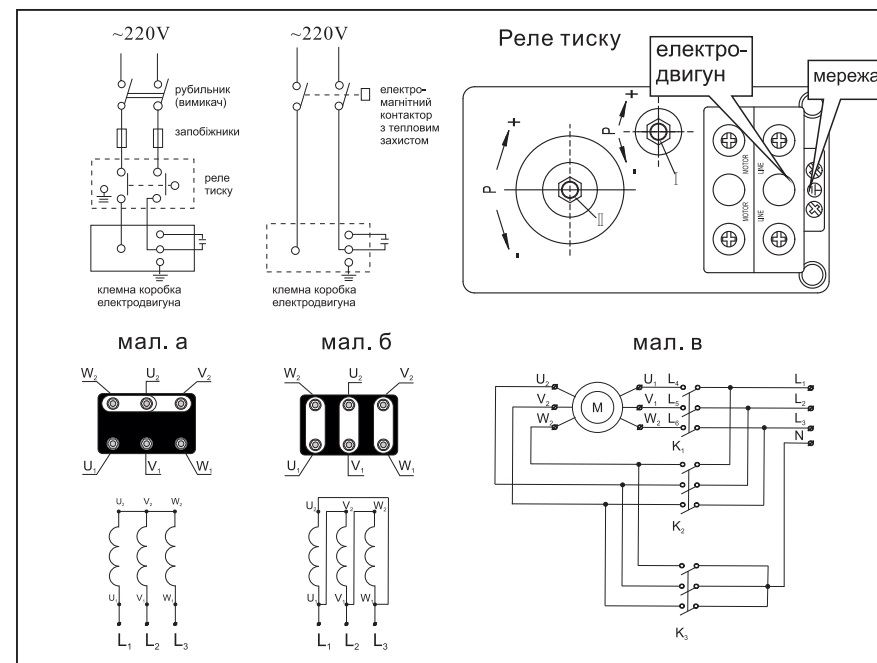 ~220V
рубильник
(вимикач)
запобіжники
реле
тиску
клемна коробка
електродвигуна
~220V
електро-
магнітний
контактор
з тепловим
захистом
клемна коробка
електродвигуна
Реле тиску
електро-
двигун
мережа
+
P
-
II
+
P
-
I
MOTOR
LINE
MOTOR
LINE
мал. а
W₂ U₂ V₂
U₁ V₁ W₁
U₂ V₂ W₂
U₁ V₁ W₁
L₁ L₂ L₃
мал. б
W₂ U₂ V₂
U₁ V₁ W₁
U₂ V₂ W₂
U₁ V₁ W₁
L₁ L₂ L₃
мал. в
U₂ U₁ L₄ L₁
V₂ M V₁ L₅ L₂
W₂ W₂ L₆ L₃
K₁ N
K₂
K₃